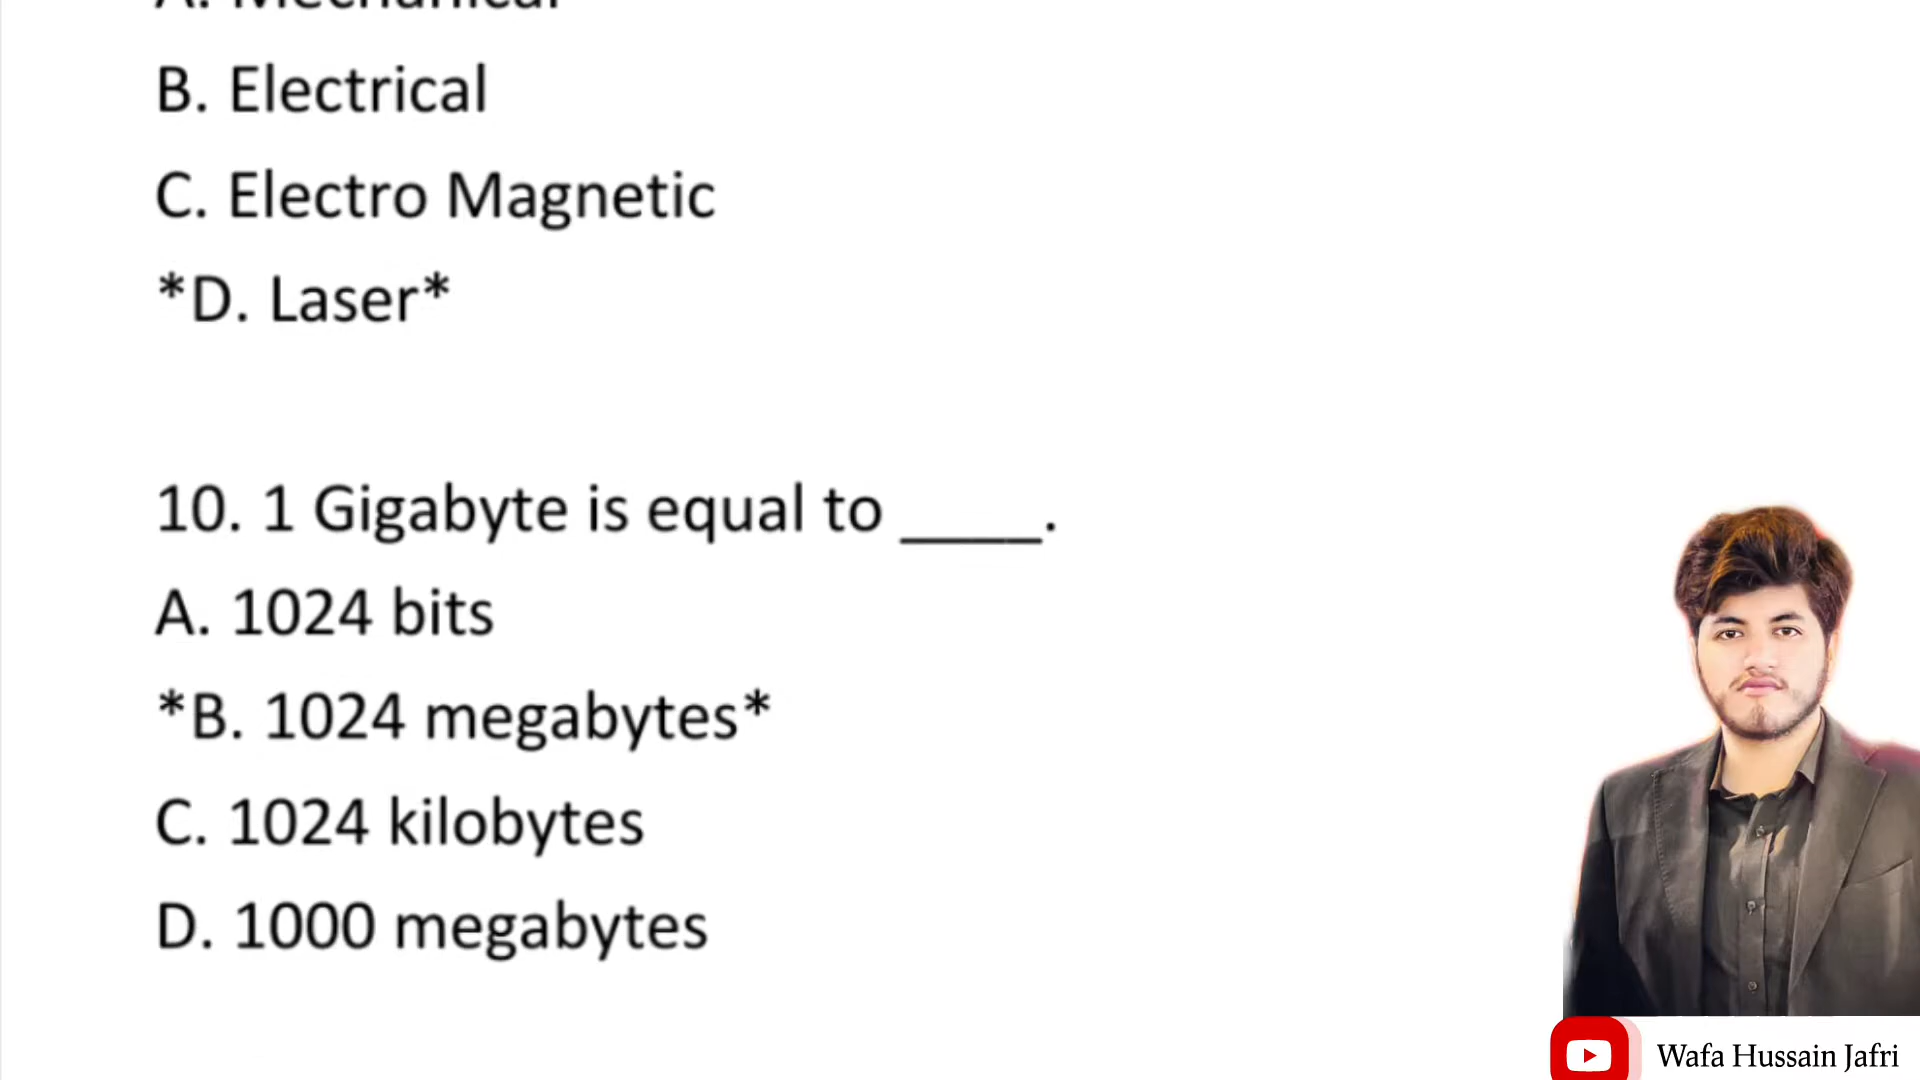 A. Mechanical
B. Electrical
C. Electro Magnetic
*D. Laser*
10. 1 Gigabyte is equal to ____.
A. 1024 bits
*B. 1024 megabytes*
C. 1024 kilobytes
D. 1000 megabytes
Wafa Hussain Jafri